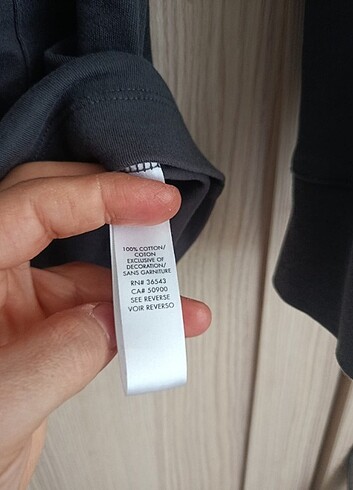 100% COTTON/
COTON
EXCLUSIVE OF
DECORATION/
SANS GARNITURE
RN# 36543
CA# 50900
SEE REVERSE
VOIR REVERSO